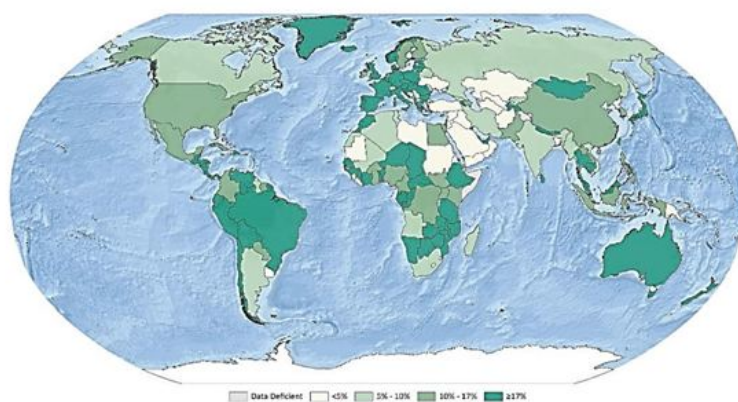 Data Deficient <5% 5% - 10% 10% - 17% ≥17%